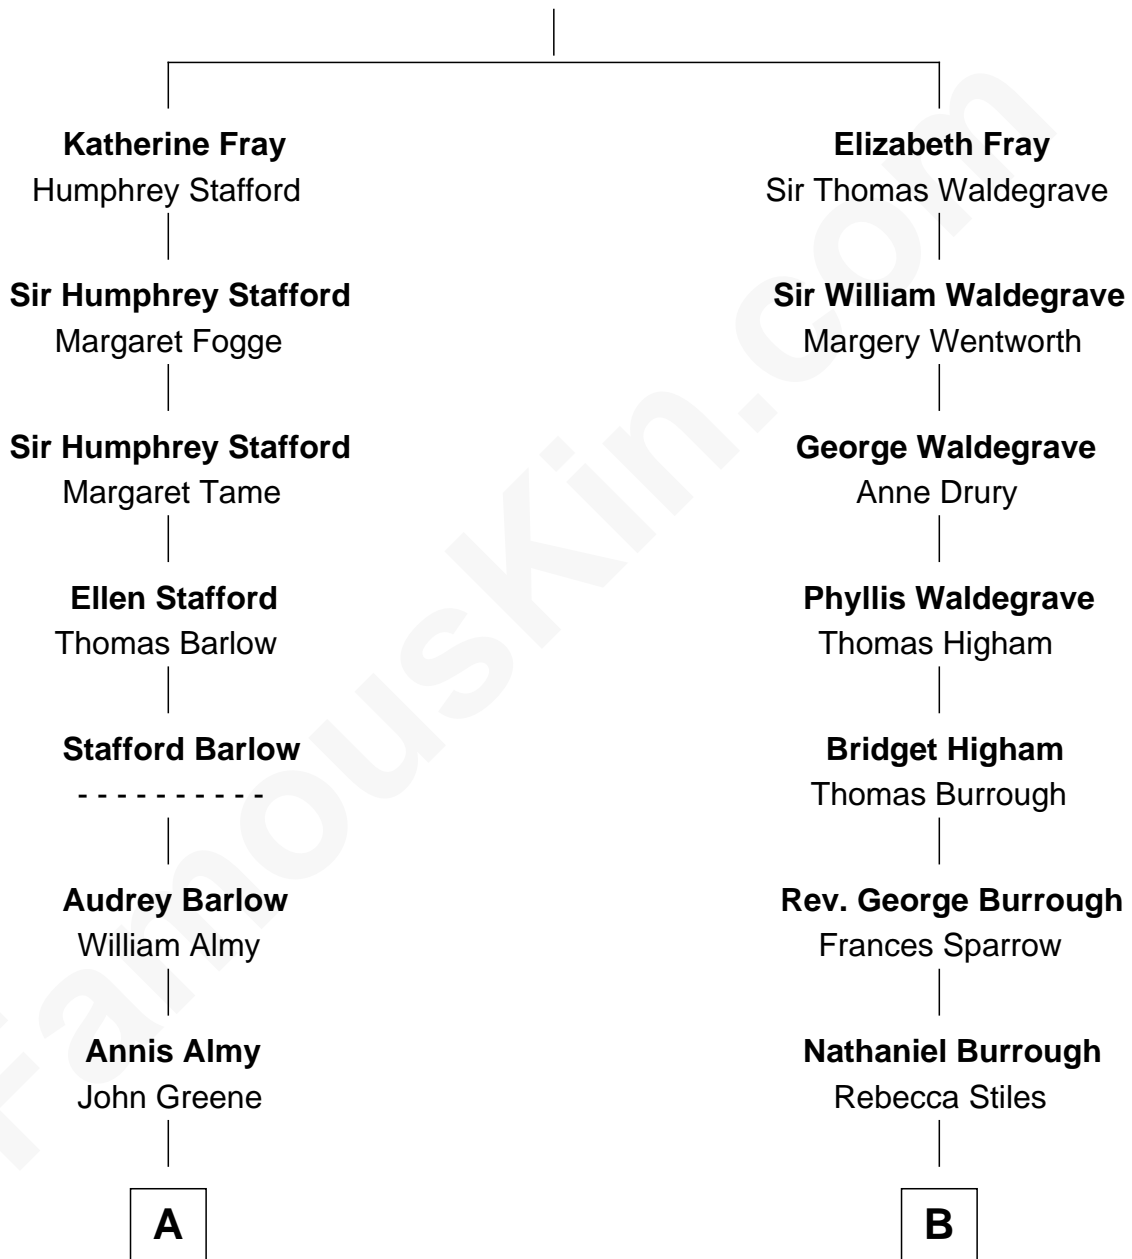 Katherine Fray
Humphrey Stafford
Elizabeth Fray
Sir Thomas Waldegrave
Sir Humphrey Stafford
Margaret Fogge
Sir William Waldegrave
Margery Wentworth
Sir Humphrey Stafford
Margaret Tame
George Waldegrave
Anne Drury
Ellen Stafford
Thomas Barlow
Phyllis Waldegrave
Thomas Higham
Stafford Barlow
- - - - - - - - - -
Bridget Higham
Thomas Burrough
Audrey Barlow
William Almy
Rev. George Burrough
Frances Sparrow
Annis Almy
John Greene
Nathaniel Burrough
Rebecca Stiles
A
B
FamousKin.com